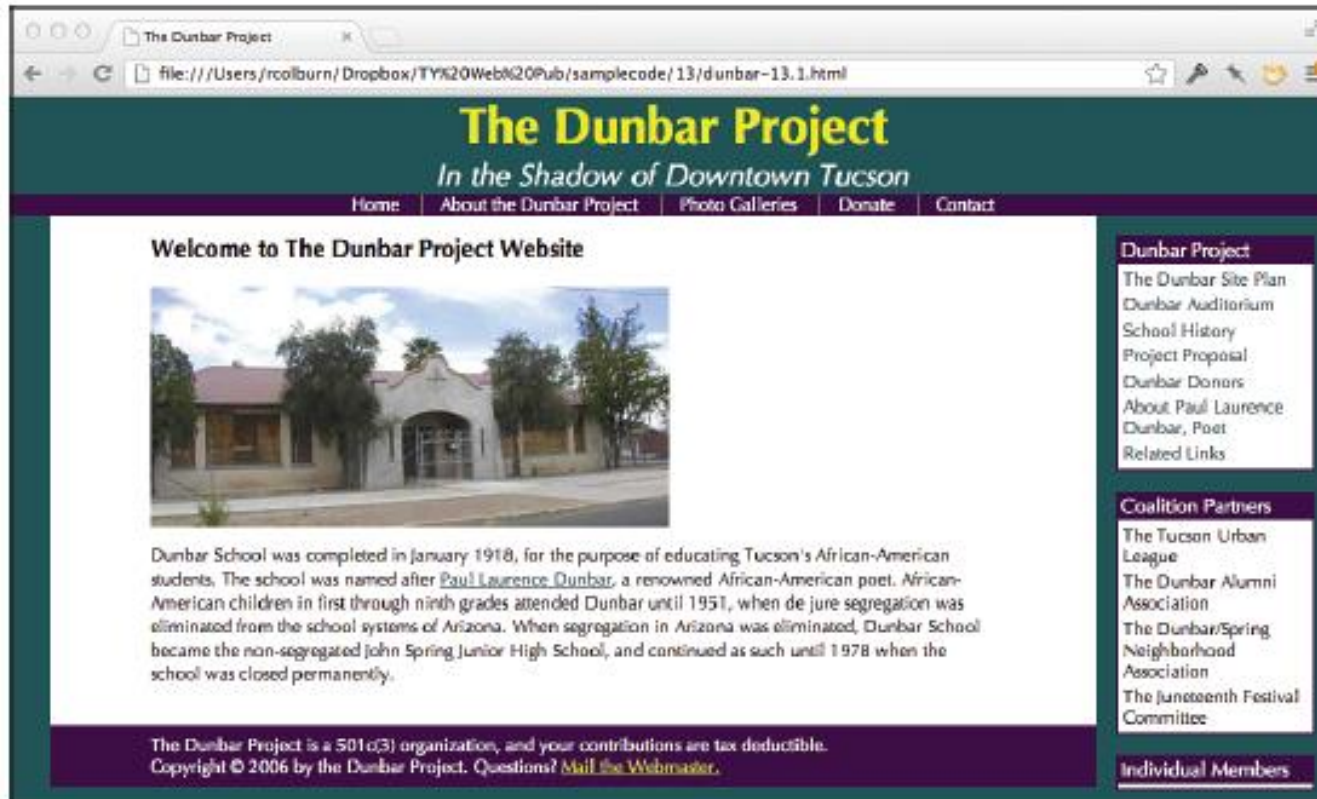 The Dunbar Project
file:///Users/rcolburn/Dropbox/TY%20Web%20Pub/samplecode/13/dunbar-13.1.html
The Dunbar Project
In the Shadow of Downtown Tucson
Home | About the Dunbar Project | Photo Galleries | Donate | Contact
Welcome to The Dunbar Project Website
Dunbar School was completed in January 1918, for the purpose of educating Tucson's African-American
students. The school was named after Paul Laurence Dunbar, a renowned African-American poet. African-
American children in first through ninth grades attended Dunbar until 1951, when de jure segregation was
eliminated from the school systems of Arizona. When segregation in Arizona was eliminated, Dunbar School
became the non-segregated John Spring Junior High School, and continued as such until 1978 when the
school was closed permanently.
The Dunbar Project is a 501c(3) organization, and your contributions are tax deductible.
Copyright © 2006 by the Dunbar Project. Questions? Mail the Webmaster.
Dunbar Project
The Dunbar Site Plan
Dunbar Auditorium
School History
Project Proposal
Dunbar Donors
About Paul Laurence
Dunbar, Poet
Related Links
Coalition Partners
The Tucson Urban
League
The Dunbar Alumni
Association
The Dunbar/Spring
Neighborhood
Association
The Juneteenth Festival
Committee
Individual Members